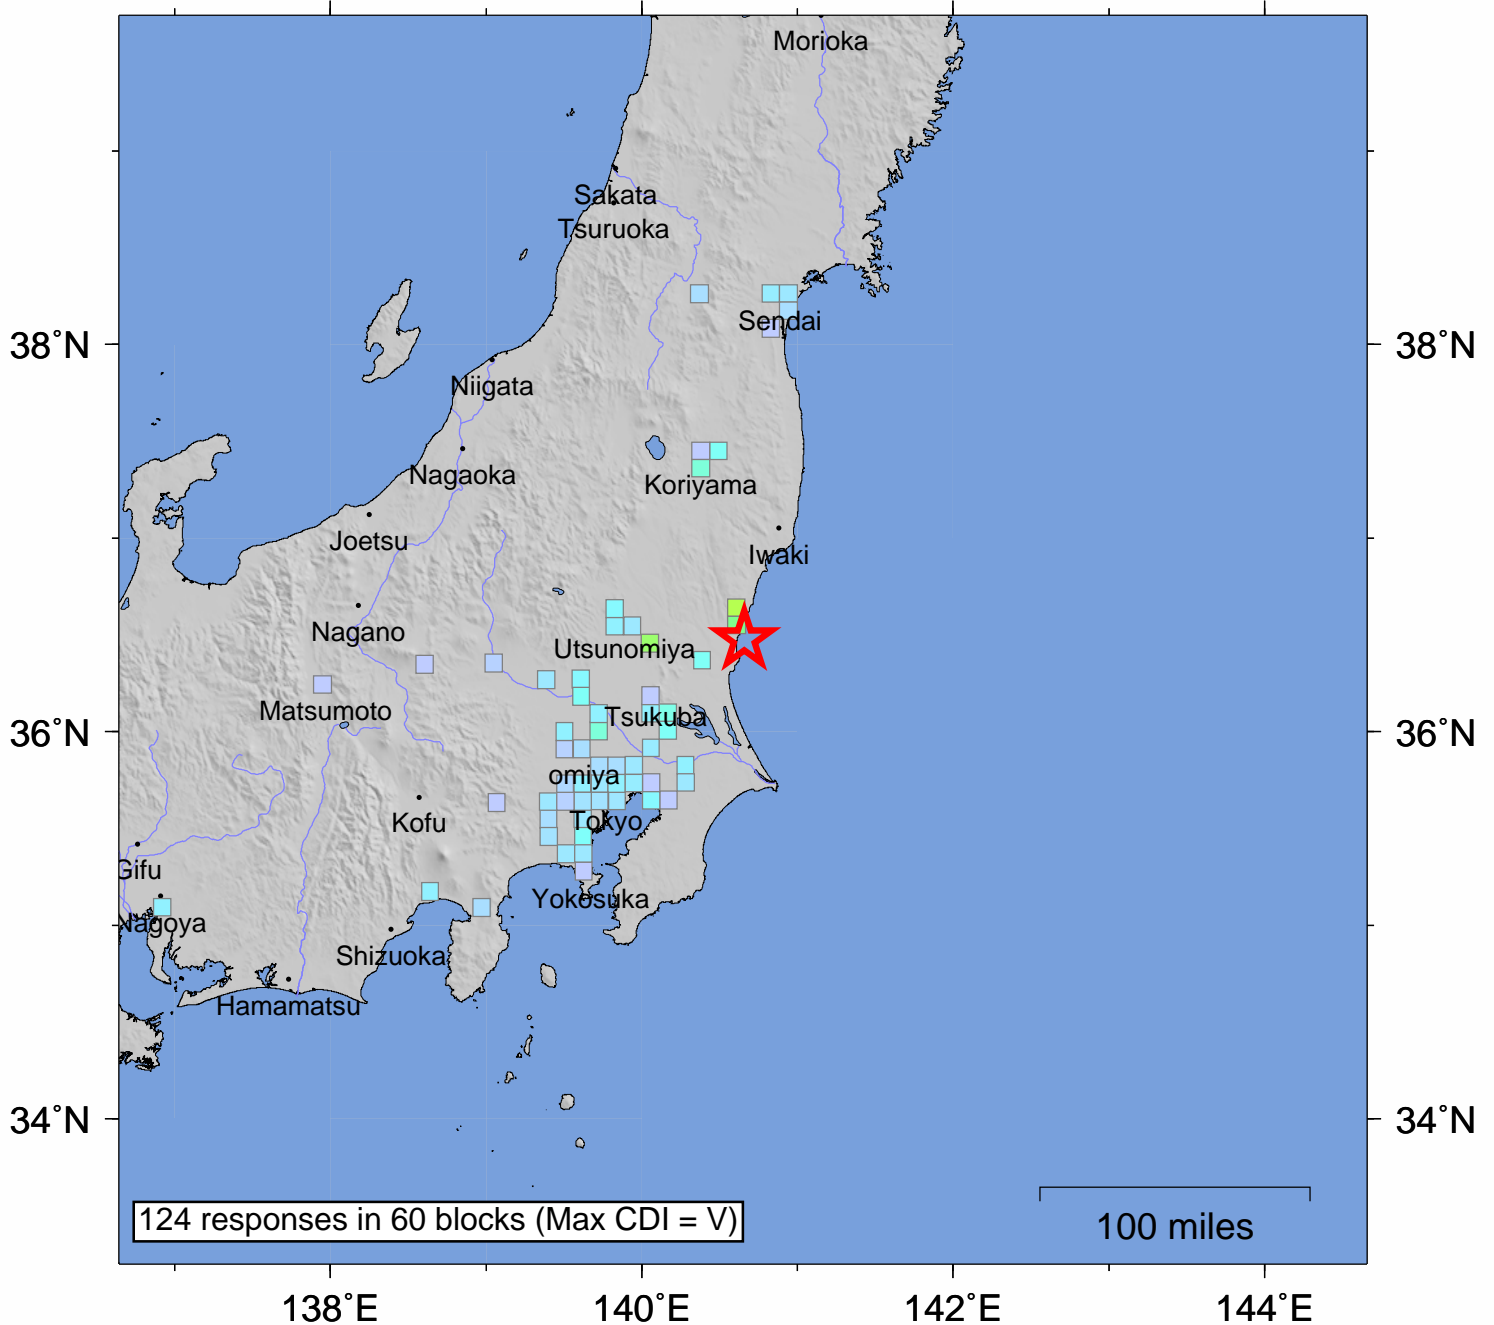 Morioka
Sakata
Tsuruoka
Sendai
38°N
38°N
Niigata
Nagaoka
Koriyama
Joetsu
Iwaki
Nagano
Utsunomiya
Matsumoto
Tsukuba
36°N
36°N
omiya
Kofu
Tokyo
Gifu
Yokosuka
Nagoya
Shizuoka
Hamamatsu
34°N
34°N
124 responses in 60 blocks (Max CDI = V)
100 miles
138°E
140°E
142°E
144°E